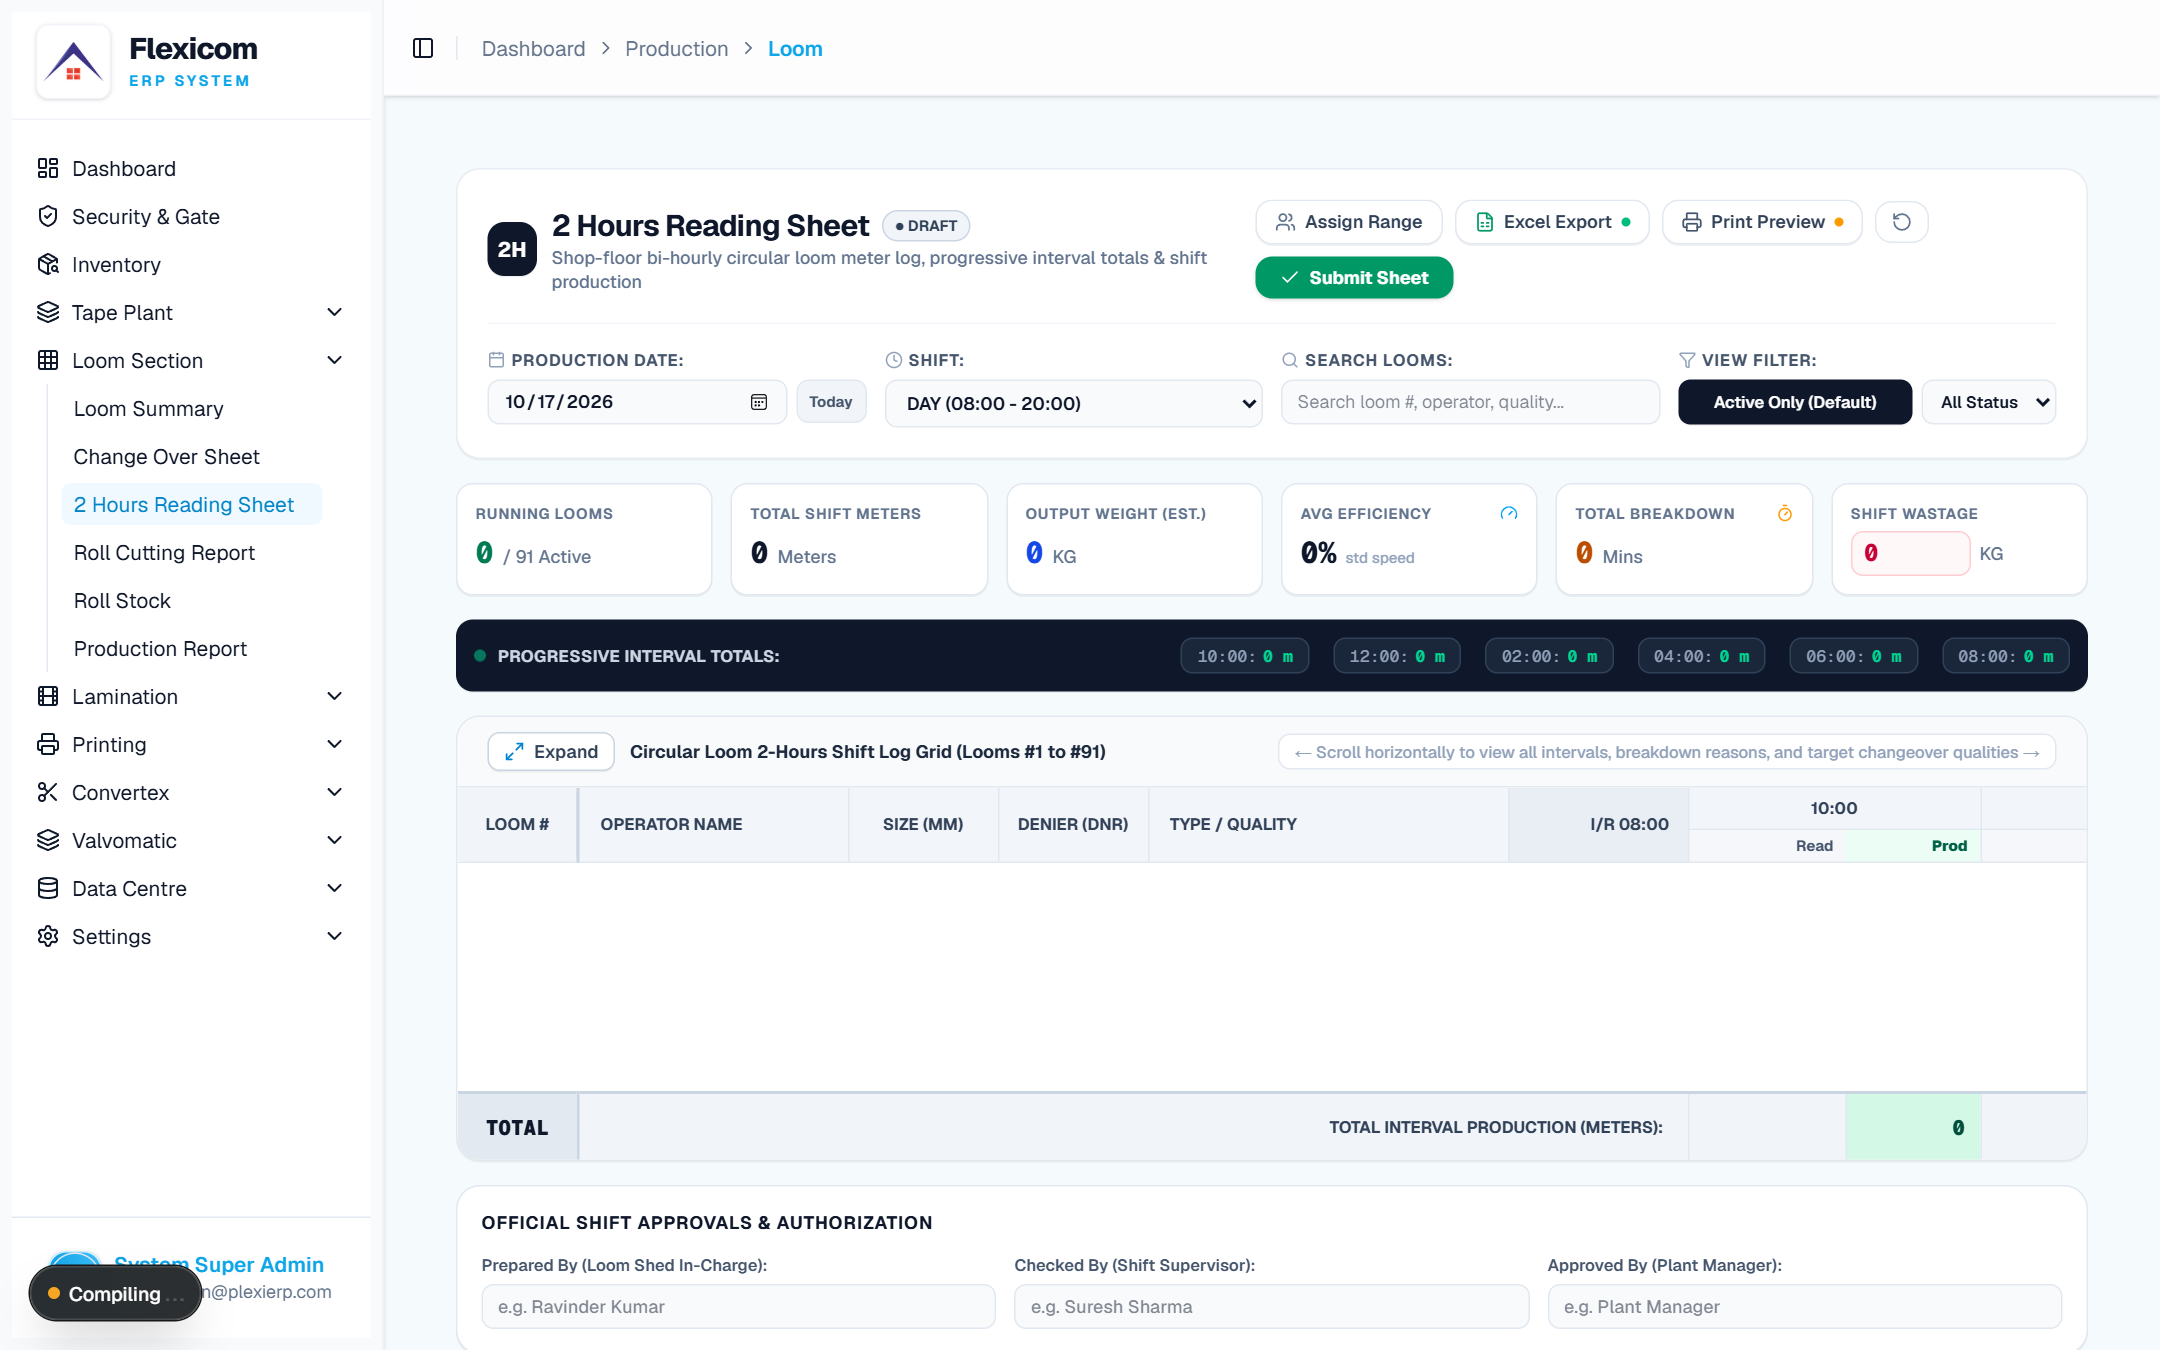 Flexicom
ERP SYSTEM
Dashboard
Security & Gate
Inventory
Tape Plant
Loom Section
Loom Summary
Change Over Sheet
2 Hours Reading Sheet
Roll Cutting Report
Roll Stock
Production Report
Lamination
Printing
Convertex
Valvomatic
Data Centre
Settings
System Super Admin
n@plexierp.com
Compiling ...
Dashboard > Production > Loom
2H
2 Hours Reading Sheet
DRAFT
Shop-floor bi-hourly circular loom meter log, progressive interval totals & shift
production
Assign Range
Excel Export
Print Preview
Submit Sheet
PRODUCTION DATE:
10/17/2026
Today
SHIFT:
DAY (08:00 - 20:00)
SEARCH LOOMS:
Search loom #, operator, quality...
VIEW FILTER:
Active Only (Default)
All Status
RUNNING LOOMS
0 / 91 Active
TOTAL SHIFT METERS
0 Meters
OUTPUT WEIGHT (EST.)
0 KG
AVG EFFICIENCY
0% std speed
TOTAL BREAKDOWN
0 Mins
SHIFT WASTAGE
0 KG
PROGRESSIVE INTERVAL TOTALS:
10:00: 0 m
12:00: 0 m
02:00: 0 m
04:00: 0 m
06:00: 0 m
08:00: 0 m
Expand
Circular Loom 2-Hours Shift Log Grid (Looms #1 to #91)
← Scroll horizontally to view all intervals, breakdown reasons, and target changeover qualities →
LOOM #
OPERATOR NAME
SIZE (MM)
DENIER (DNR)
TYPE / QUALITY
I/R 08:00
10:00
Read
Prod
TOTAL
TOTAL INTERVAL PRODUCTION (METERS):
0
OFFICIAL SHIFT APPROVALS & AUTHORIZATION
Prepared By (Loom Shed In-Charge):
e.g. Ravinder Kumar
Checked By (Shift Supervisor):
e.g. Suresh Sharma
Approved By (Plant Manager):
e.g. Plant Manager